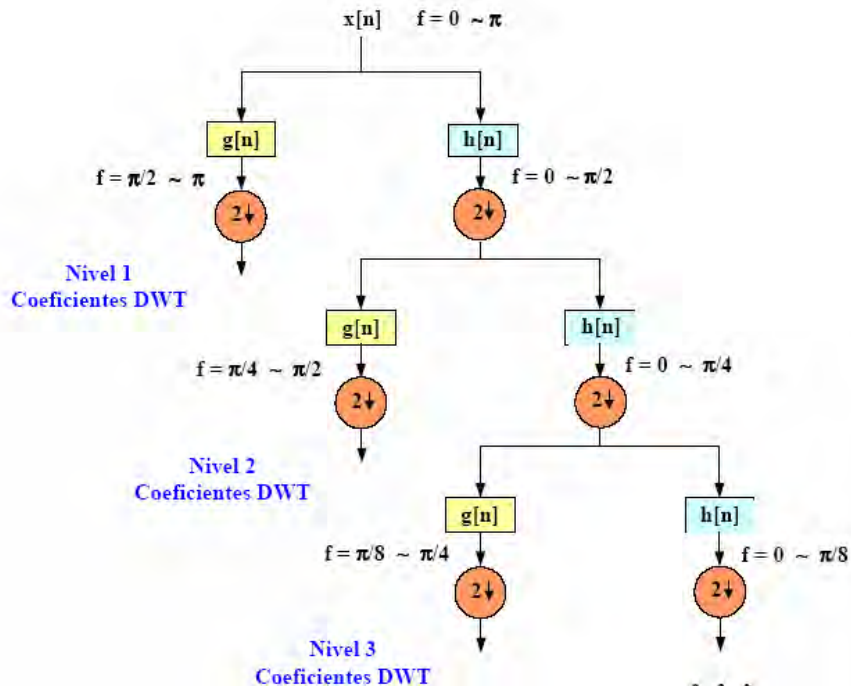 x[n] f = 0 ~ π
g[n] h[n]
f = π/2 ~ π f = 0 ~ π/2
2↓ 2↓
Nivel 1
Coeficientes DWT
g[n] h[n]
f = π/4 ~ π/2 f = 0 ~ π/4
2↓ 2↓
Nivel 2
Coeficientes DWT
g[n] h[n]
f = π/8 ~ π/4 f = 0 ~ π/8
2↓ 2↓
Nivel 3
Coeficientes DWT